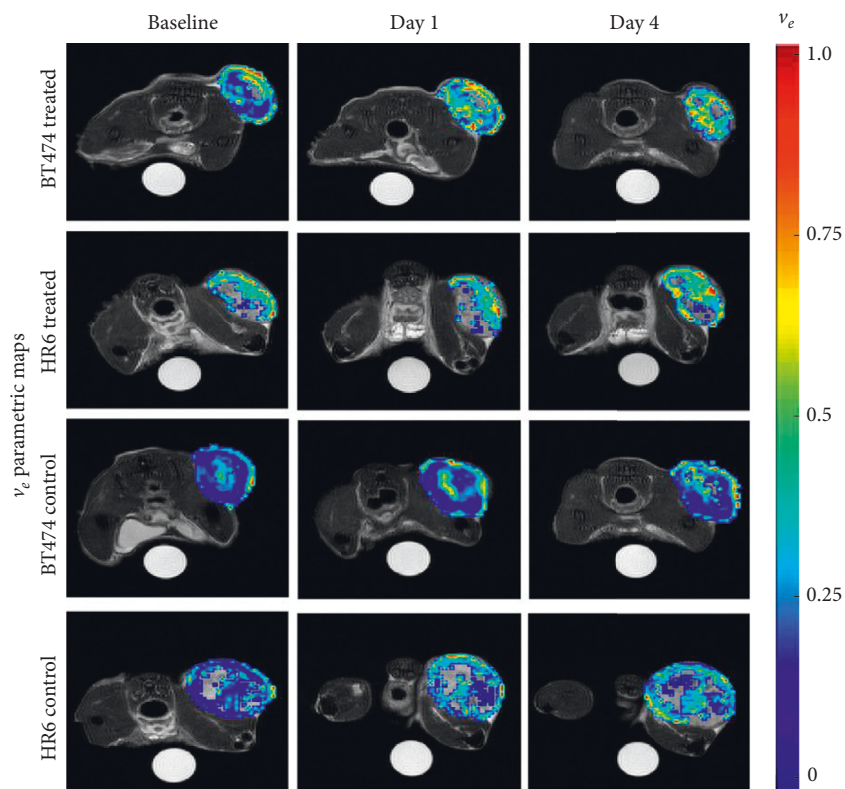 Baseline
Day 1
Day 4
v_e
BT474 treated
HR6 treated
BT474 control
HR6 control
v_e parametric maps
1.0
0.75
0.5
0.25
0